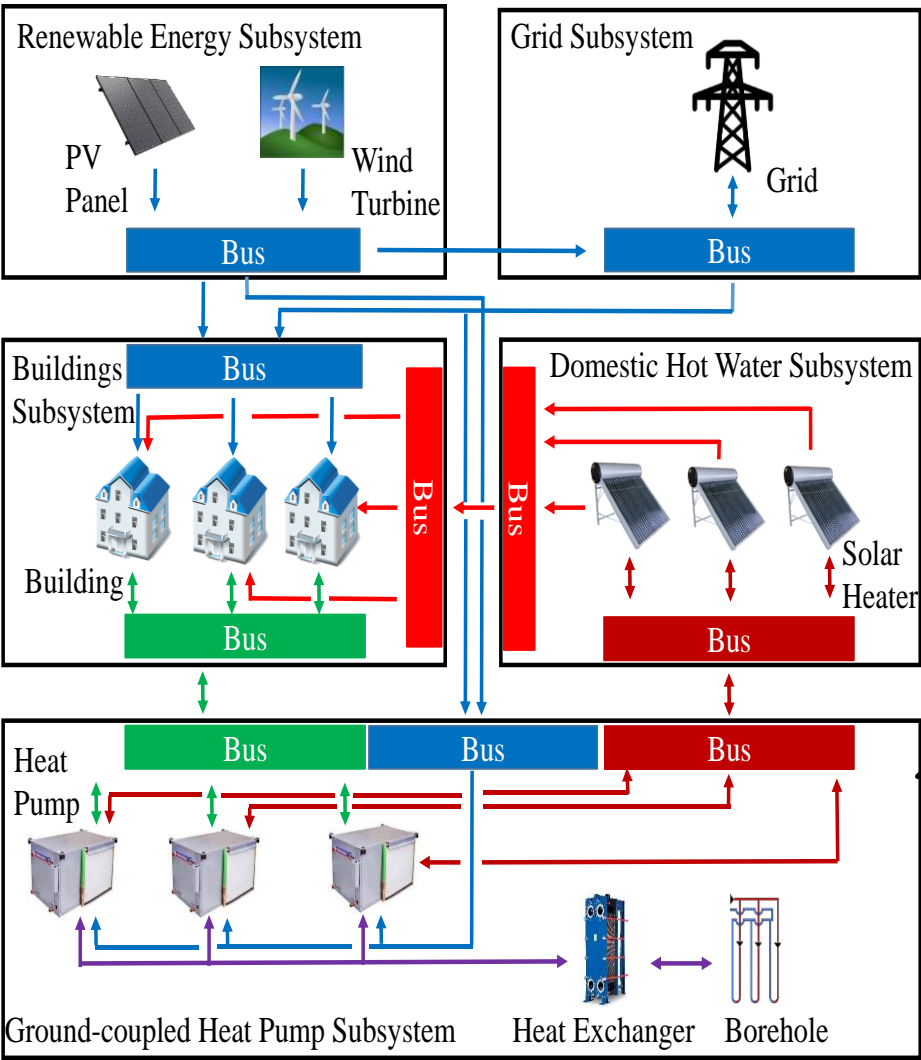 Renewable Energy Subsystem
PV
Panel
Wind
Turbine
Bus
Grid Subsystem
Grid
Bus
Buildings
Subsystem
Bus
Bus
Building
Bus
Domestic Hot Water Subsystem
Bus
Solar
Heater
Bus
Bus
Bus
Bus
Heat
Pump
Ground-coupled Heat Pump Subsystem
Heat Exchanger
Borehole